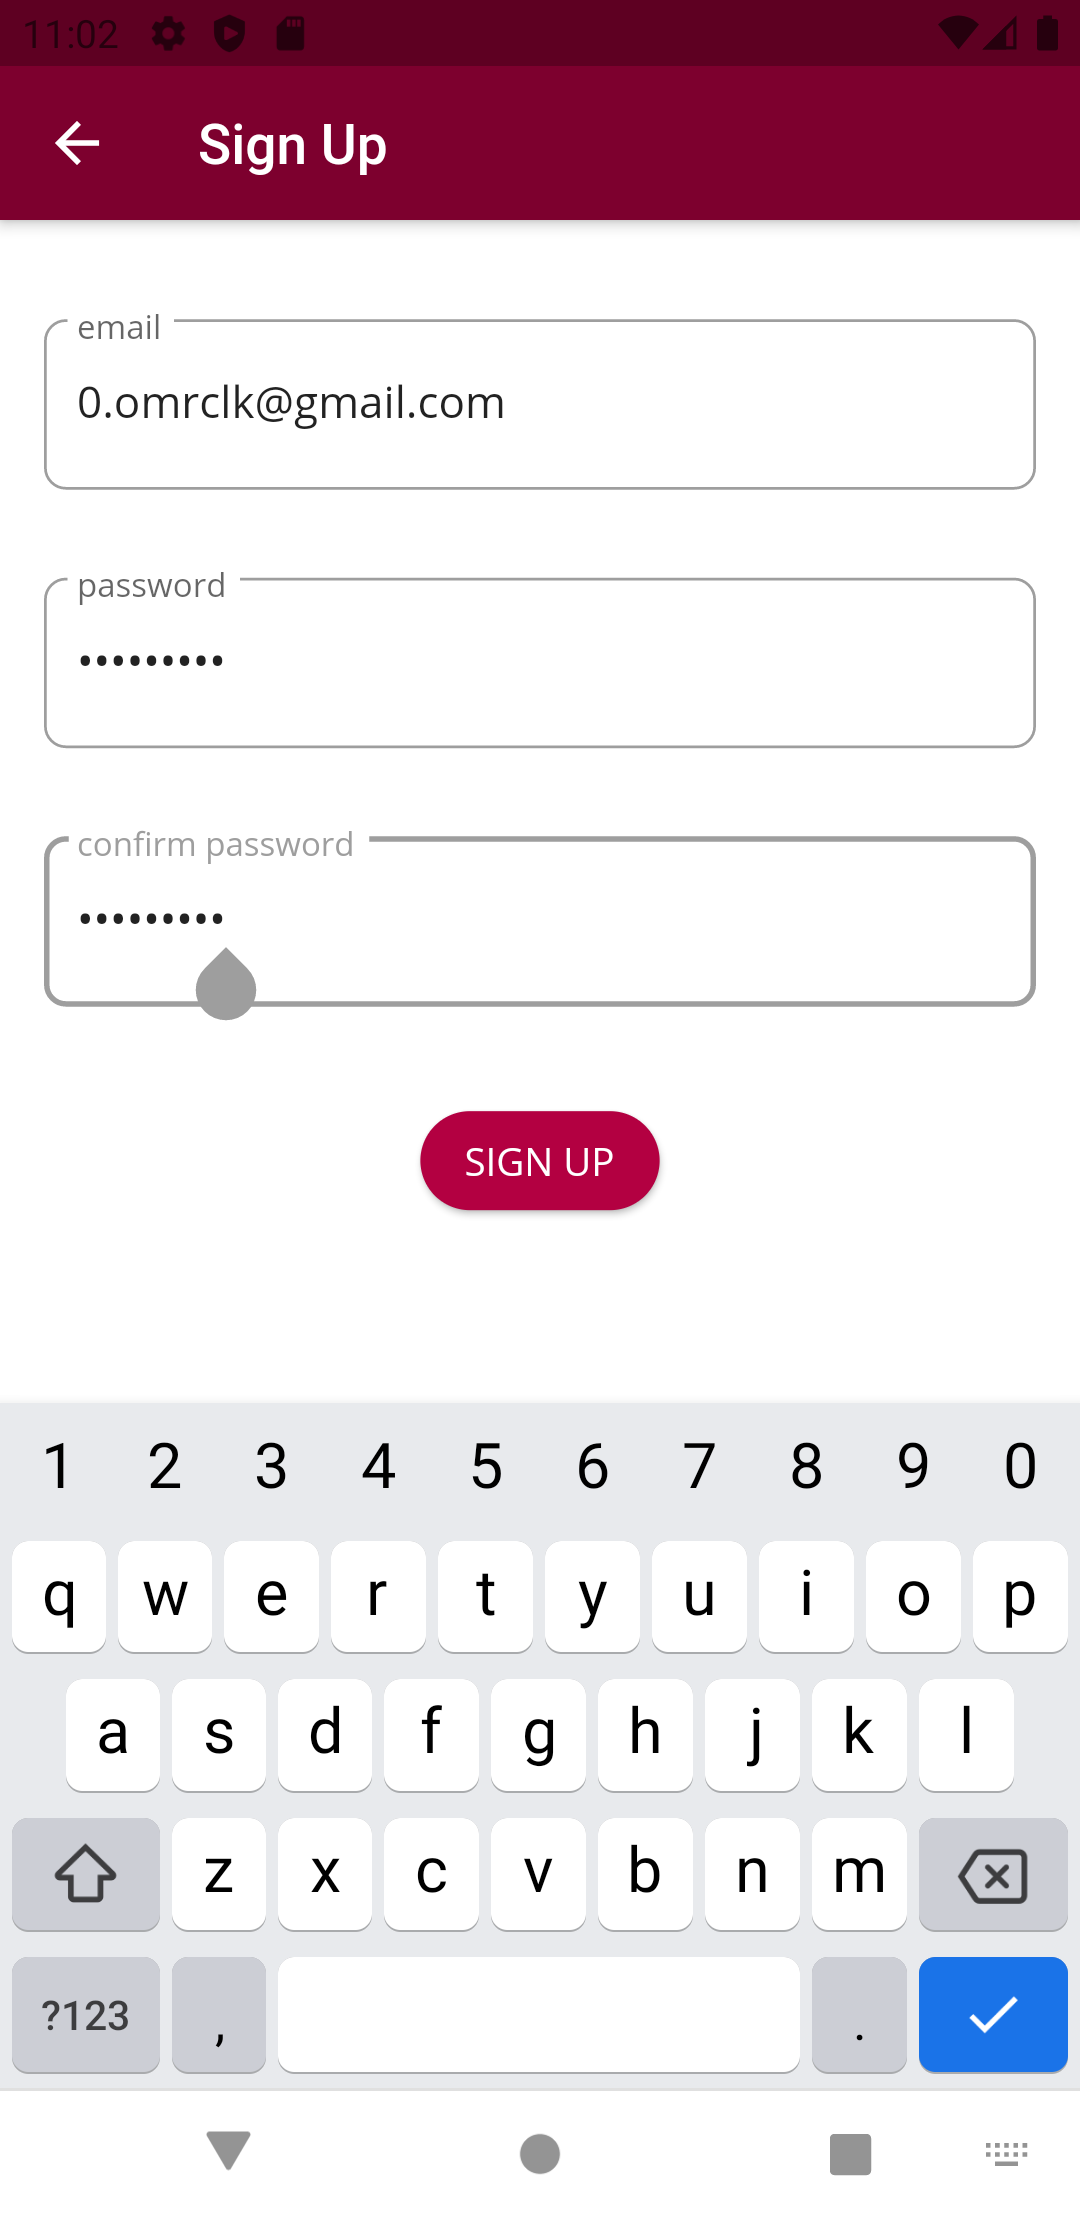 11:02
Sign Up
email
0.omrclk@gmail.com
password
•••••••••
confirm password
•••••••••
SIGN UP
1 2 3 4 5 6 7 8 9 0
q w e r t y u i o p
a s d f g h j k l
z x c v b n m
?123 , .